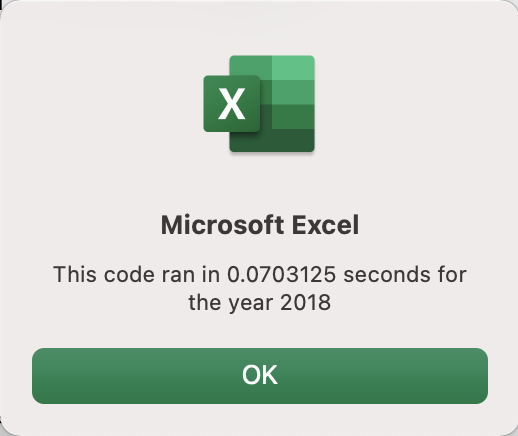 X
Microsoft Excel
This code ran in 0.0703125 seconds for
the year 2018
OK